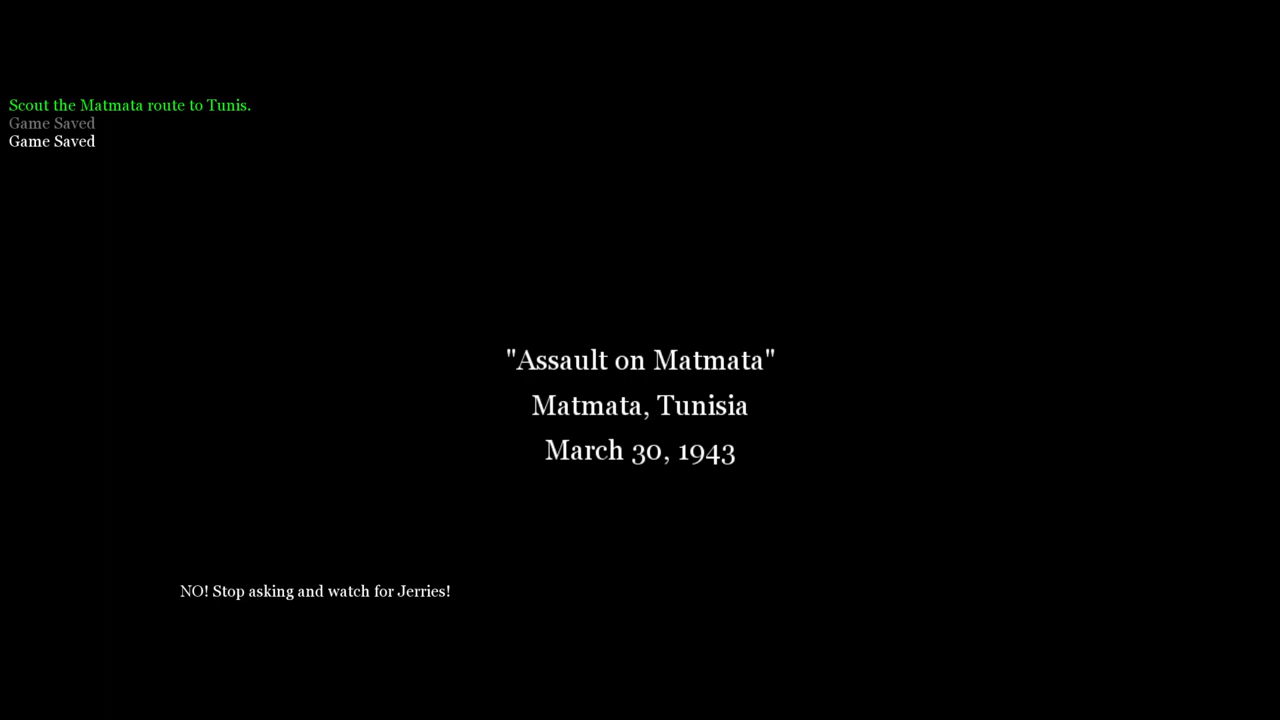 Scout the Matmata route to Tunis.
Game Saved
Game Saved
"Assault on Matmata"
Matmata, Tunisia
March 30, 1943
NO! Stop asking and watch for Jerries!